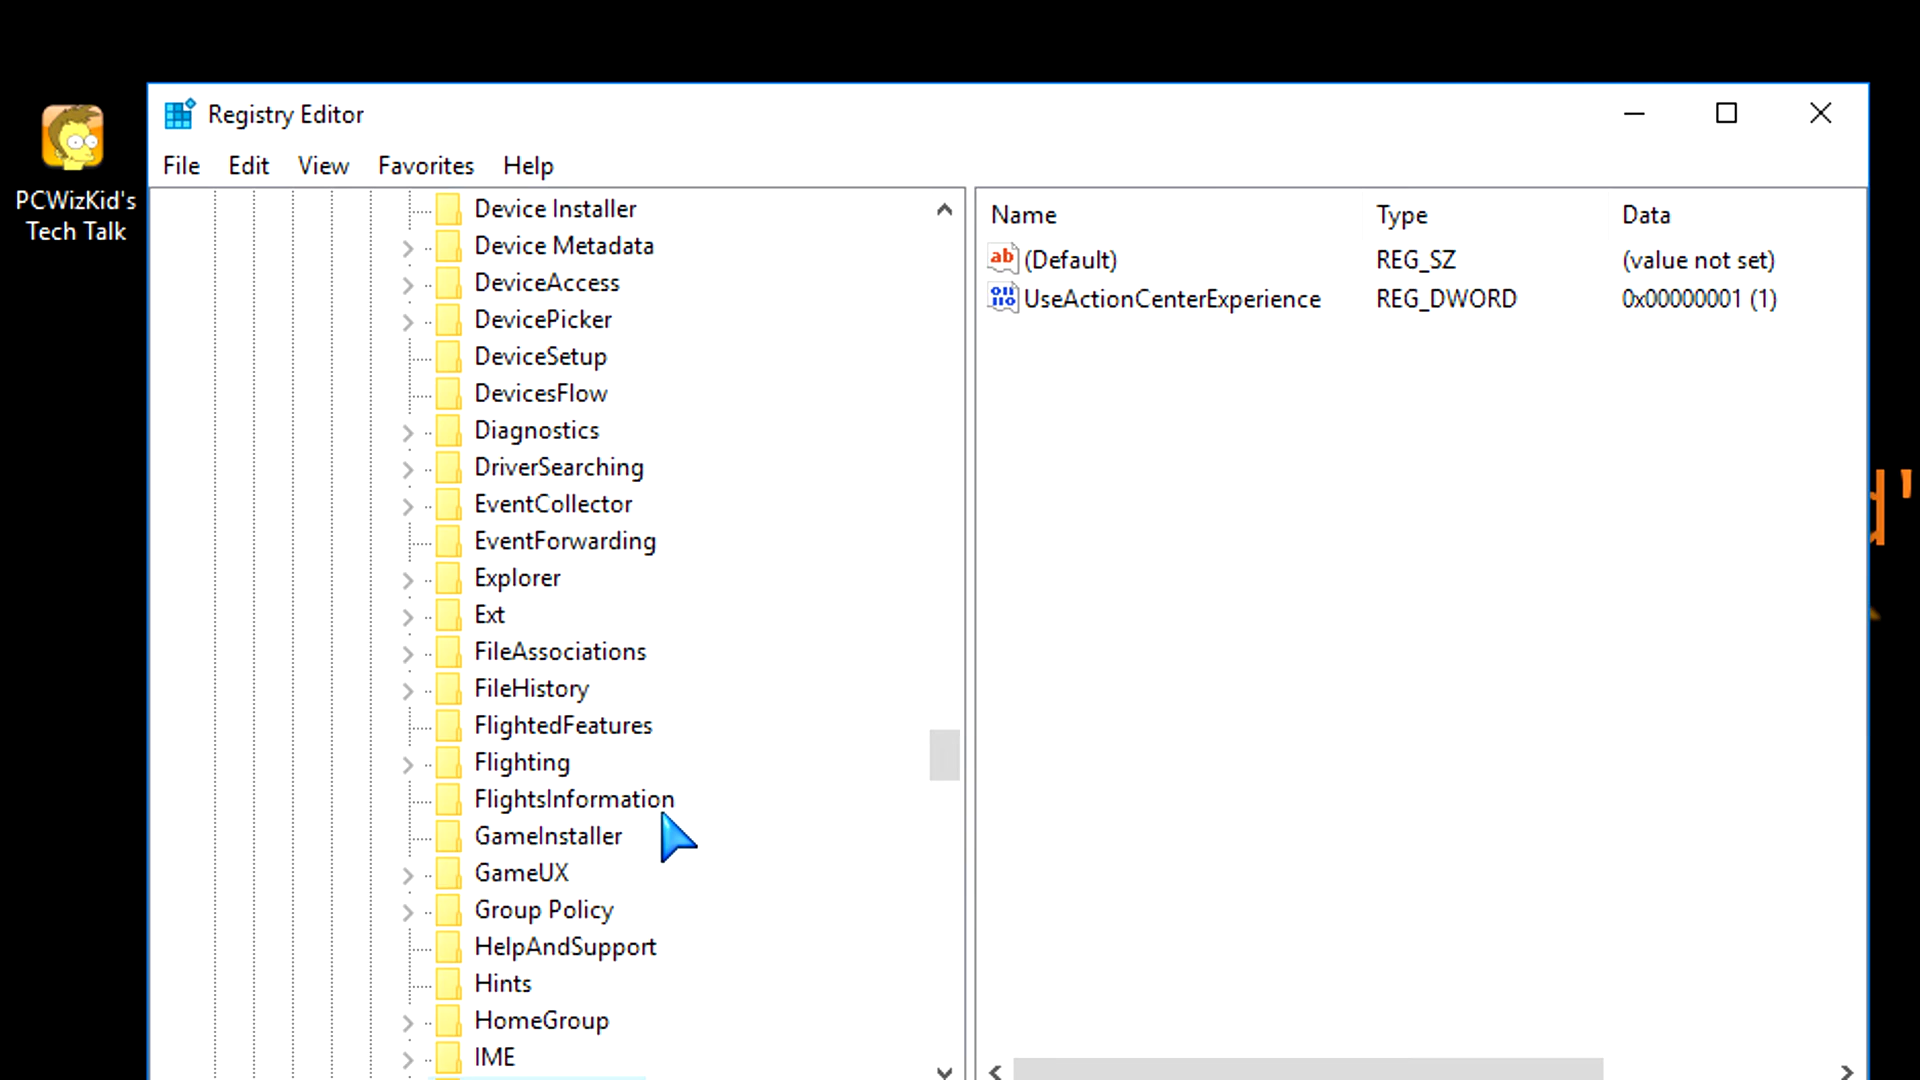 PCWizKid's
Tech Talk
Registry Editor
File Edit View Favorites Help
Device Installer
Device Metadata
DeviceAccess
DevicePicker
DeviceSetup
DevicesFlow
Diagnostics
DriverSearching
EventCollector
EventForwarding
Explorer
Ext
FileAssociations
FileHistory
FlightedFeatures
Flighting
FlightsInformation
GameInstaller
GameUX
Group Policy
HelpAndSupport
Hints
HomeGroup
IME
Name Type Data
(Default) REG_SZ (value not set)
UseActionCenterExperience REG_DWORD 0x00000001 (1)
d'